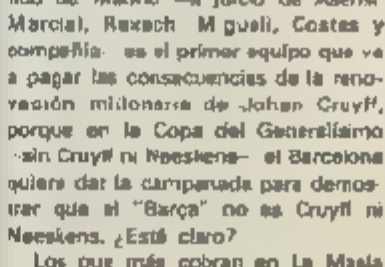 Marcial, Rexach Migueli, Costas y
compañía— es el primer equipo que va
a pagar las consecuencias de la reno-
vación millonaria de Johan Cruyff,
porque en la Copa del Generalísimo
—sin Cruyff ni Neeskens— el Barcelona
quiere dar la campanada para demos-
trar que el "Barça" no es Cruyff ni
Neeskens. ¿Está claro?
Los que más cobran en La Masía